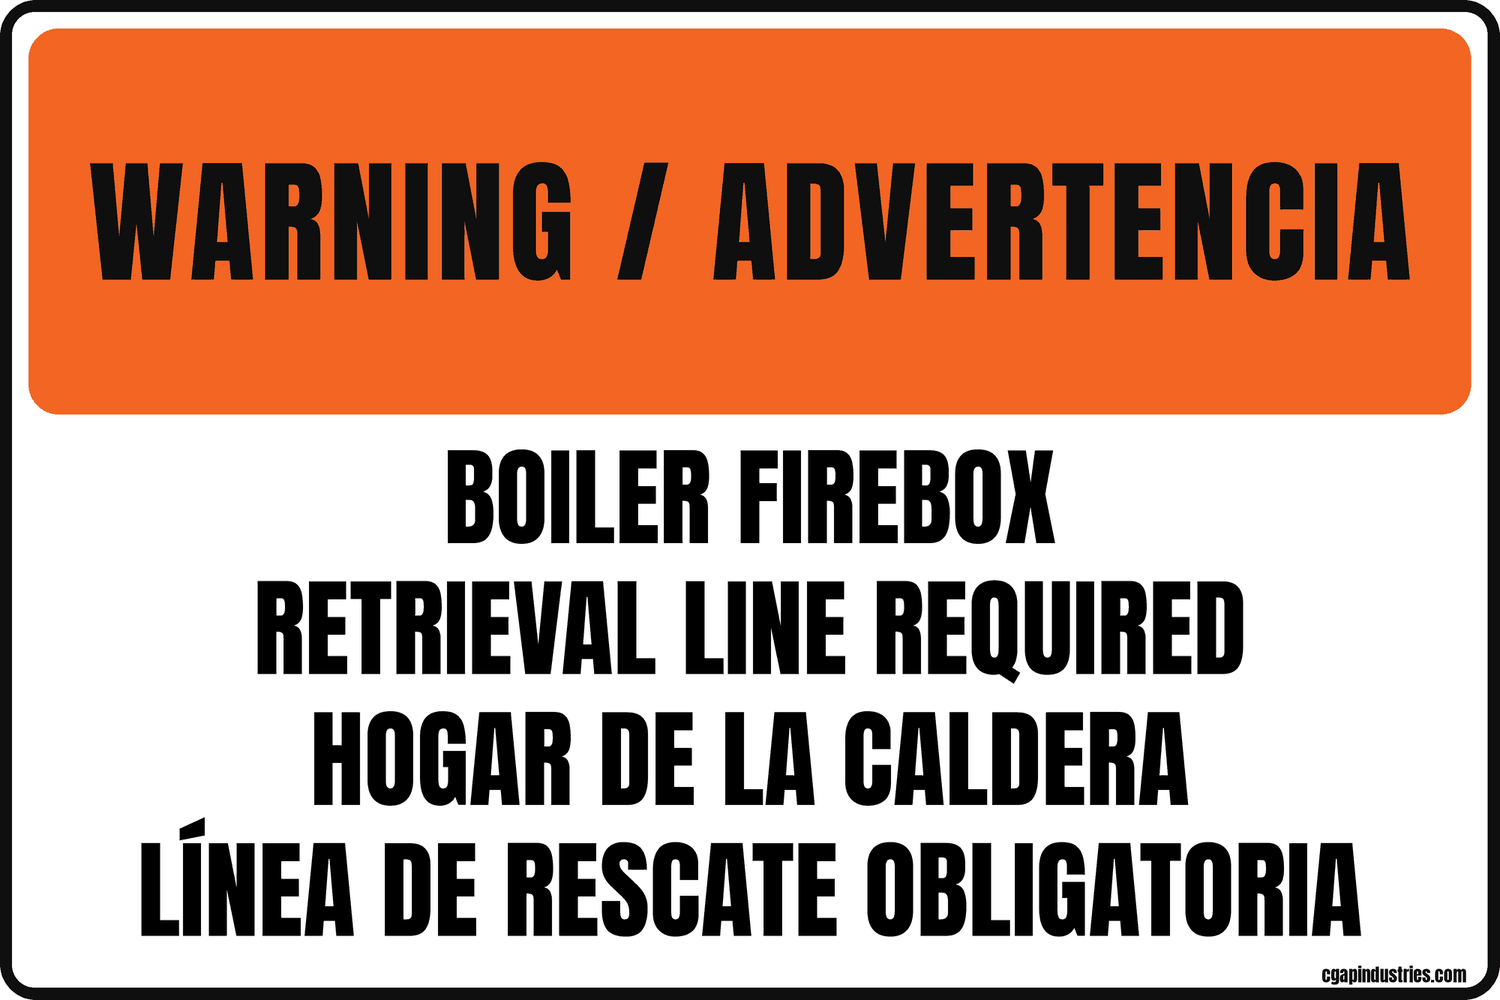 WARNING / ADVERTENCIA
BOILER FIREBOX
RETRIEVAL LINE REQUIRED
HOGAR DE LA CALDERA
LÍNEA DE RESCATE OBLIGATORIA
cgapindustries.com